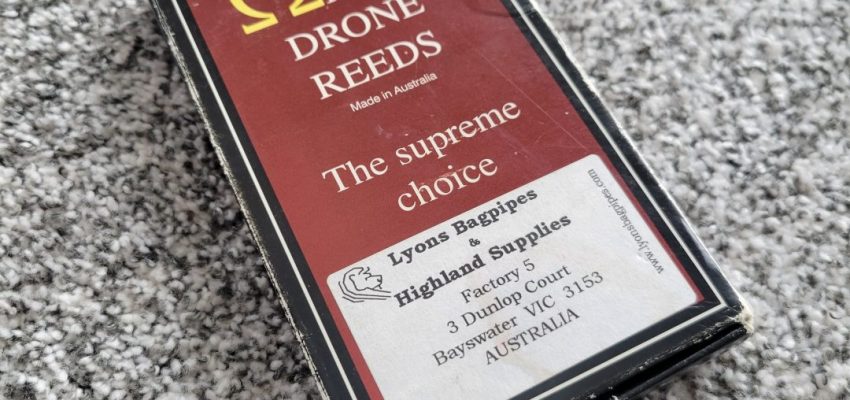 DRONE
REEDS
Made in Australia
The supreme
choice
Lyons Bagpipes
&
Highland Supplies
Factory 5
3 Dunlop Court
Bayswater VIC 3153
AUSTRALIA
www.lyonsbagpipes.com